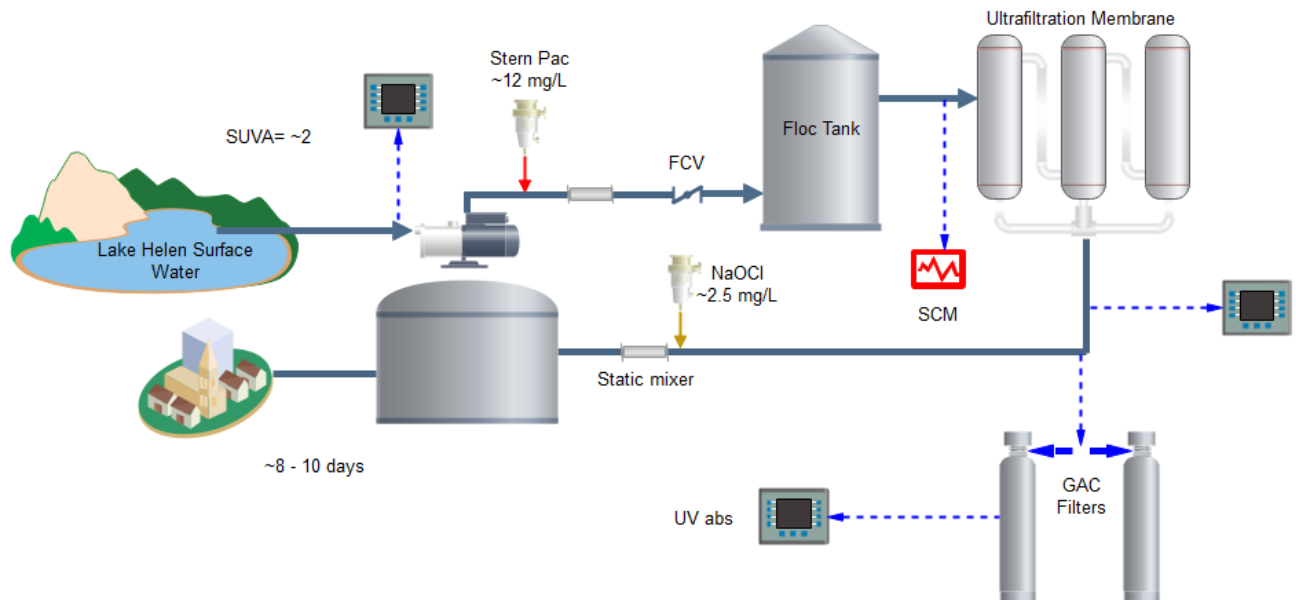 Ultrafiltration Membrane
Stern Pac
~12 mg/L
SUVA= ~2
Floc Tank
FCV
Lake Helen Surface
Water
NaOCl
~2.5 mg/L
SCM
Static mixer
~8 - 10 days
GAC
Filters
UV abs